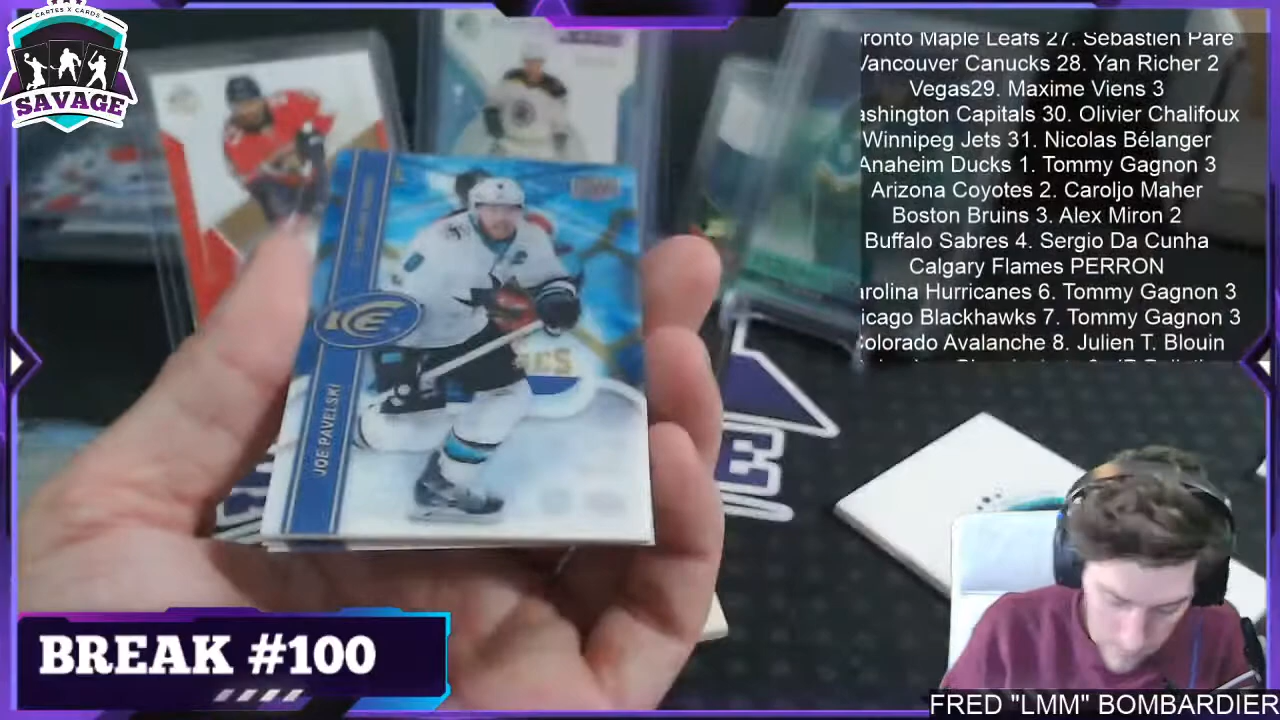 CARTES X CARDS
SAVAGE
ronto Maple Leafs 27. Sebastien Pare
Vancouver Canucks 28. Yan Richer 2
Vegas29. Maxime Viens 3
ashington Capitals 30. Olivier Chalifoux
Winnipeg Jets 31. Nicolas Bélanger
Anaheim Ducks 1. Tommy Gagnon 3
Arizona Coyotes 2. Caroljo Maher
Boston Bruins 3. Alex Miron 2
Buffalo Sabres 4. Sergio Da Cunha
Calgary Flames PERRON
arolina Hurricanes 6. Tommy Gagnon 3
icago Blackhawks 7. Tommy Gagnon 3
Colorado Avalanche 8. Julien T. Blouin
ICE
JOE PAVELSKI
BREAK #100
FRED "LMM" BOMBARDIER